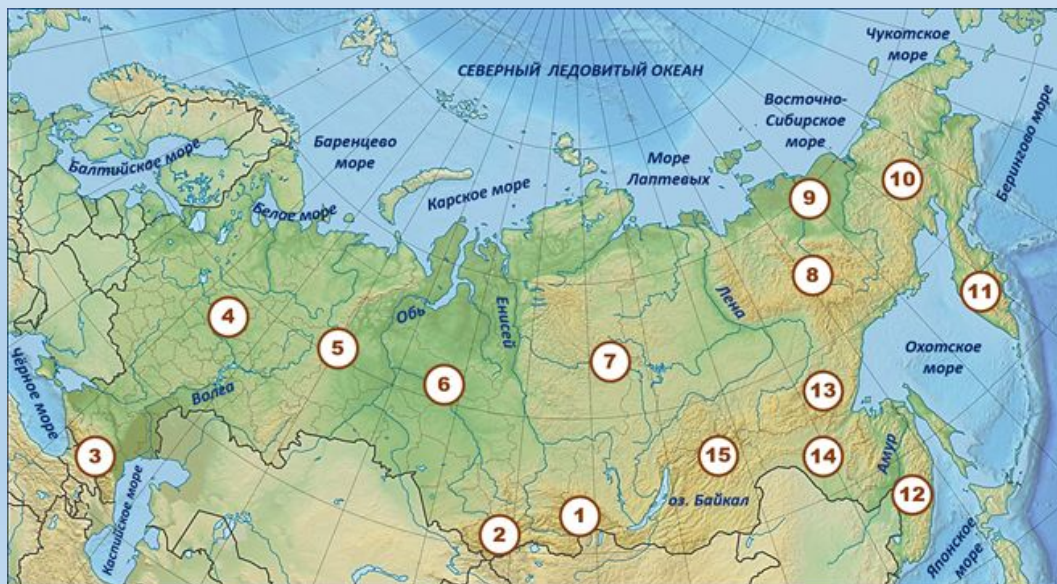 Чукотское
море
СЕВЕРНЫЙ ЛЕДОВИТЫЙ ОКЕАН
Восточно-
Сибирское
море
Берингово море
Баренцево
море
Балтийское море
Море
Лаптевых
Карское море
Белое море
10
9
8
11
Лена
4
Обь
Енисей
5
7
6
Охотское
море
Чёрное море
Волга
13
3
15
14
Амур
12
оз. Байкал
1
2
Каспийское море
Японское
море